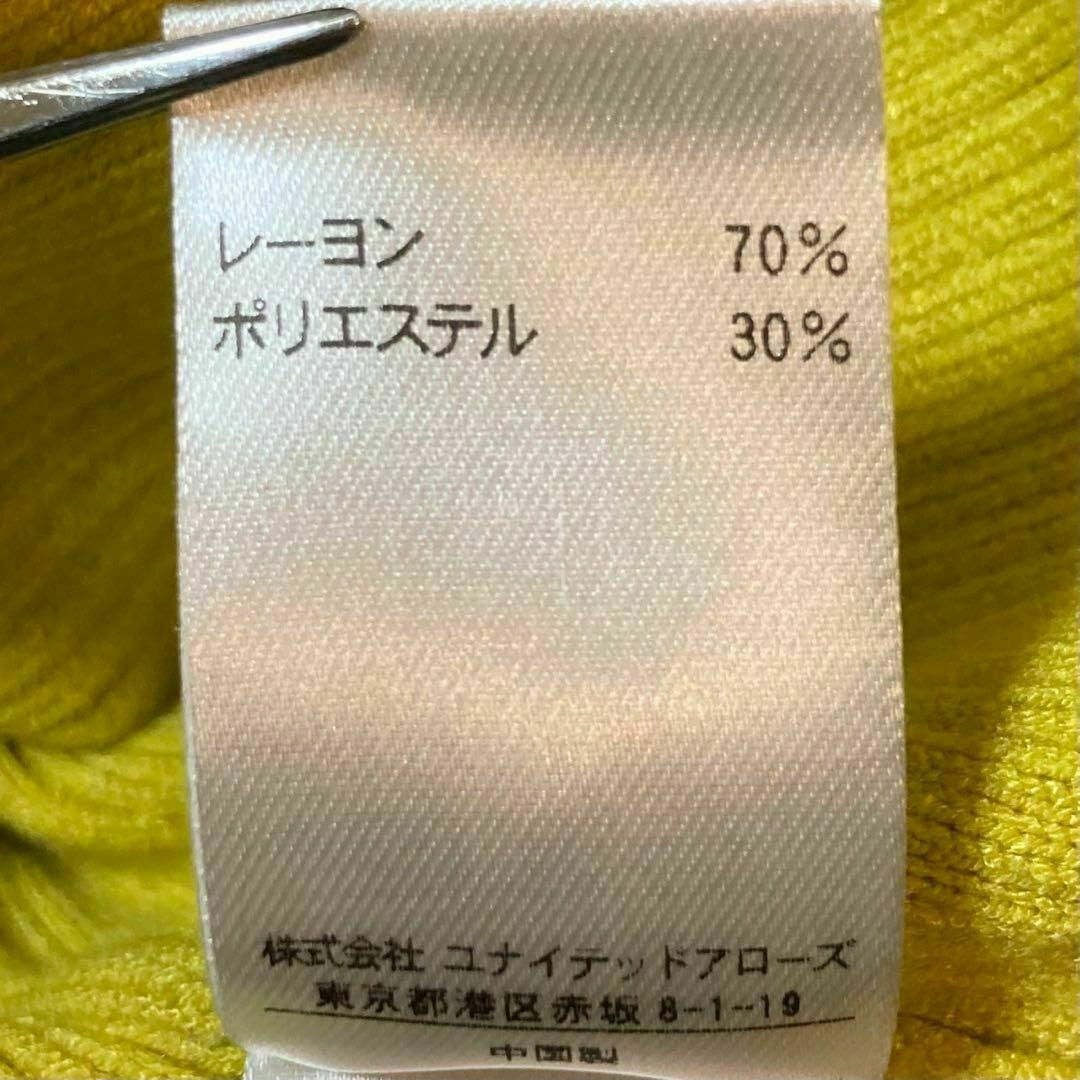 レーヨン 70%
ポリエステル 30%
株式会社 ユナイテッドアローズ
東京都港区赤坂 8-1-19
中国製